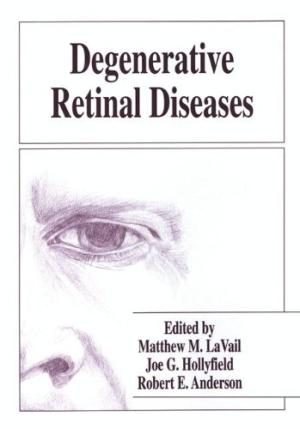 Degenerative
Retinal Diseases
Edited by
Matthew M. LaVail
Joe G. Hollyfield
Robert E. Anderson